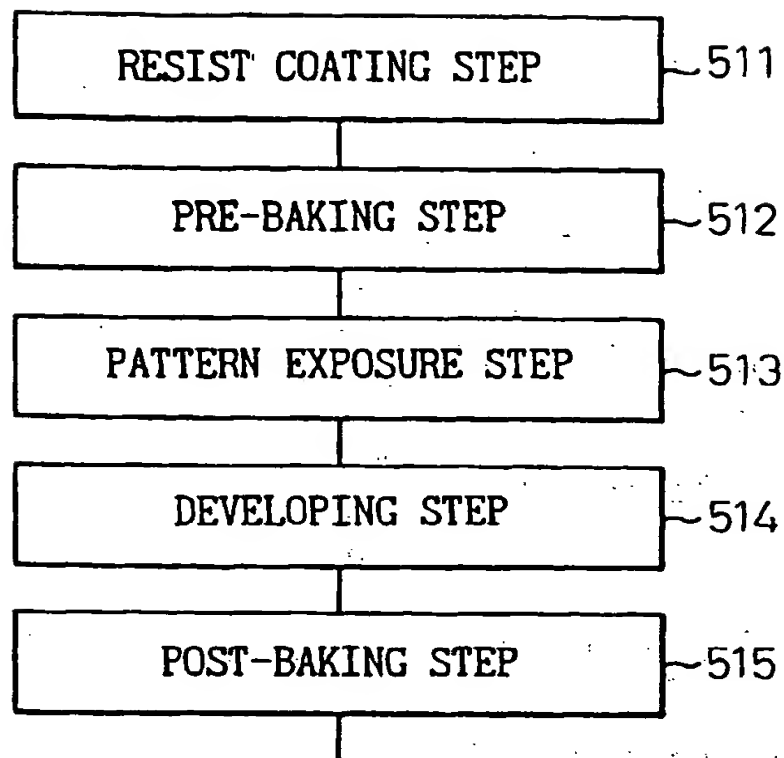 RESIST COATING STEP 511
PRE-BAKING STEP 512
PATTERN EXPOSURE STEP 513
DEVELOPING STEP 514
POST-BAKING STEP 515